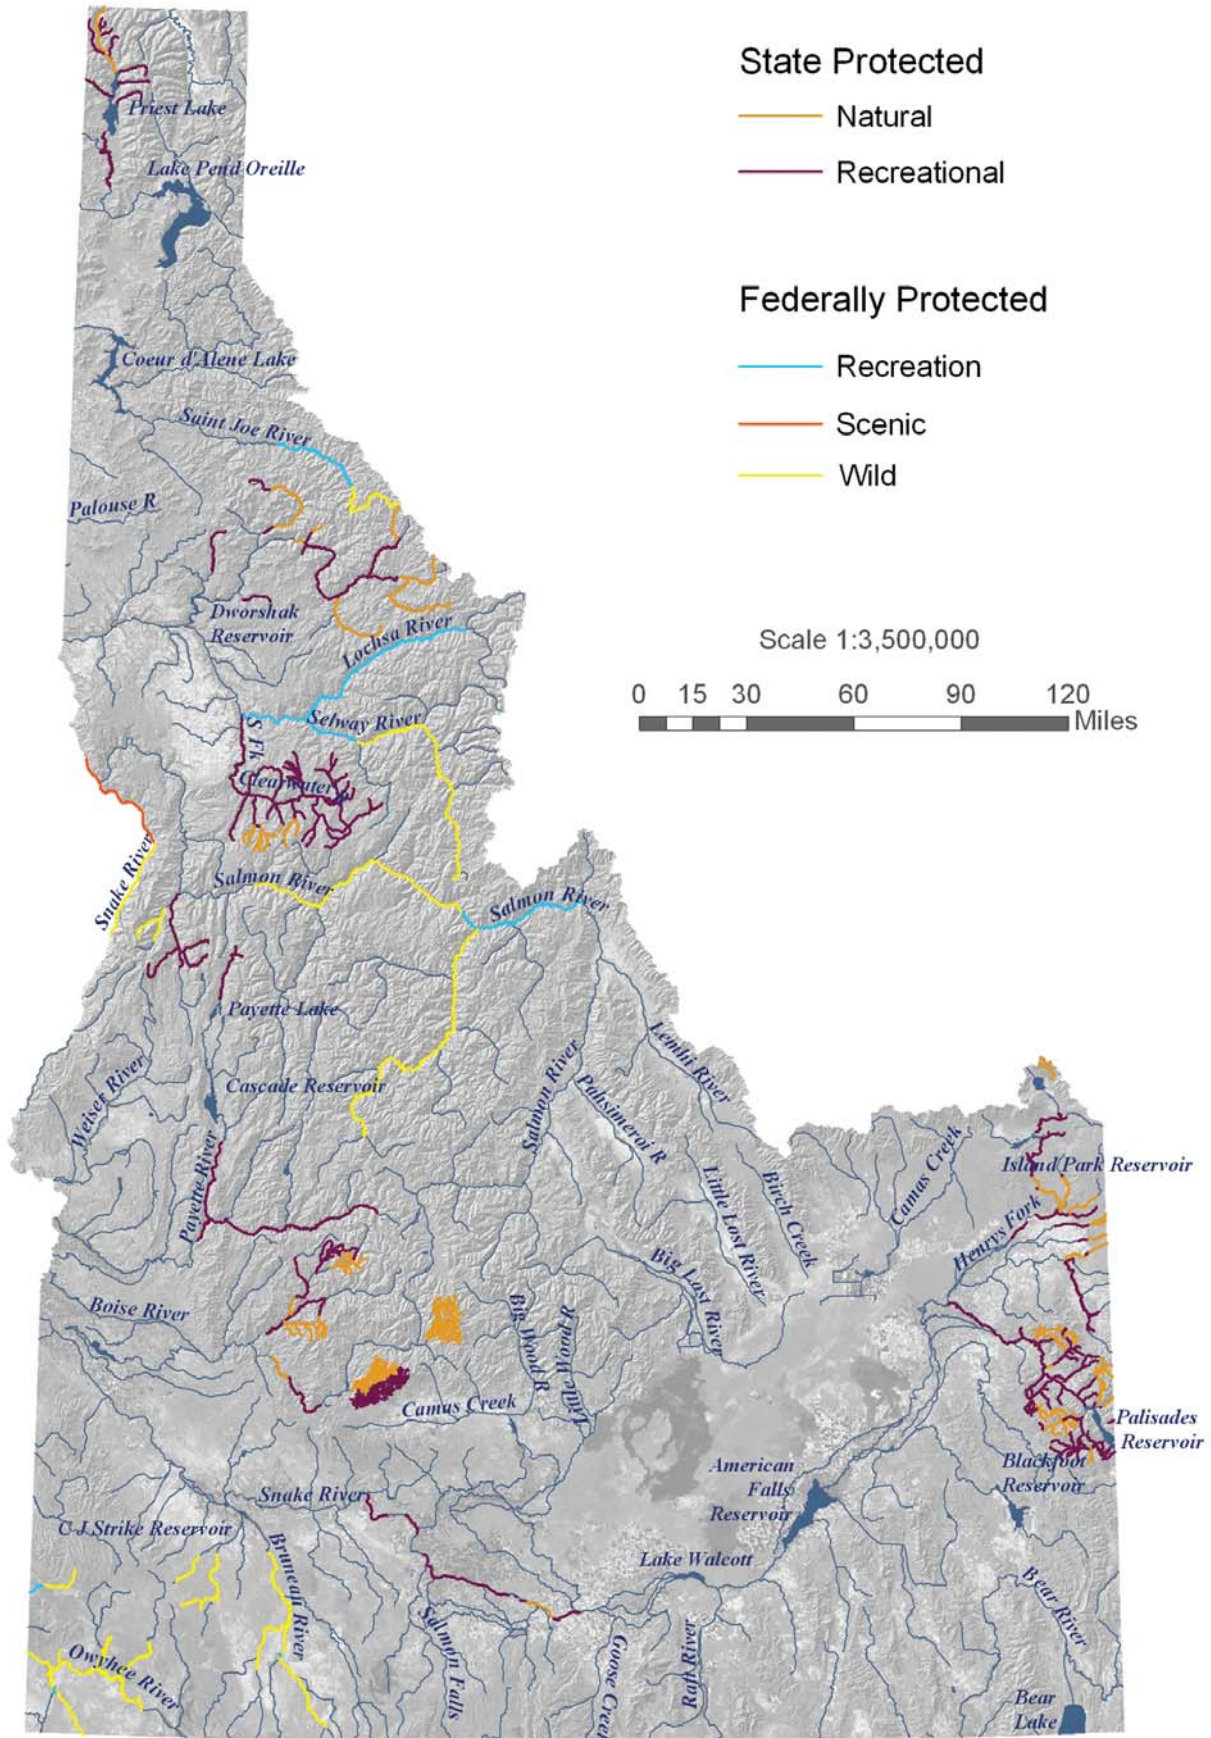 State Protected
Natural
Recreational
Federally Protected
Recreation
Scenic
Wild
Scale 1:3,500,000
0 15 30 60 90 120
Miles
Priest Lake
Lake Pend Oreille
Coeur d'Alene Lake
Saint Joe River
Palouse R
Dworshak
Reservoir
Lochsa River
Selway River
S Fk
Clearwater
Snake River
Salmon River
Salmon River
Payette Lake
Cascade Reservoir
Weiser River
Payette River
Salmon River
Lemhi River
Pahsimeroi R
Little Lost River
Birch Creek
Camas Creek
Island Park Reservoir
Henrys Fork
Big Lost River
Boise River
Big Wood R
Little Wood R
Camas Creek
Palisades
Reservoir
Blackfoot
Reservoir
American
Falls
Reservoir
Snake River
C J Strike Reservoir
Bruneau River
Lake Walcott
Bear River
Owyhee River
Salmon Falls
Goose Creek
Raft River
Bear
Lake